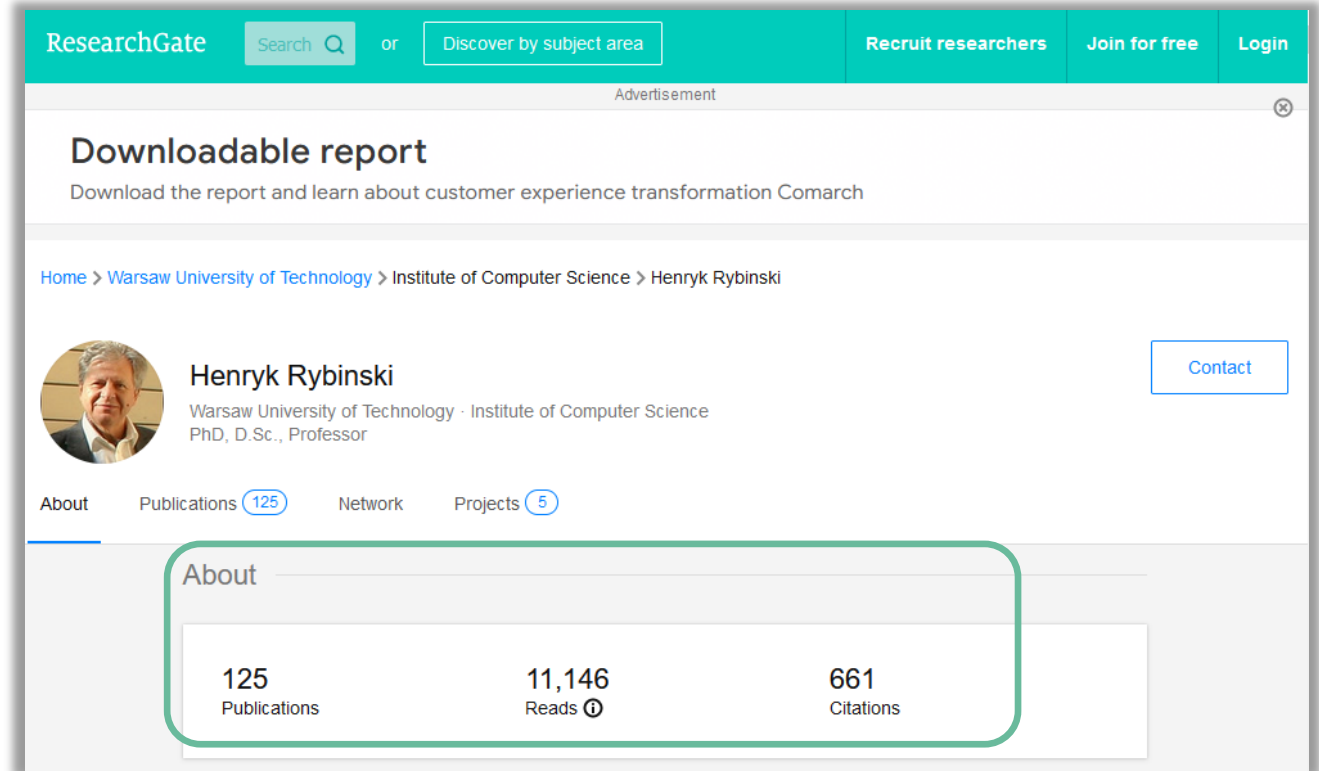 ResearchGate Search or Discover by subject area Recruit researchers Join for free Login
Advertisement
Downloadable report
Download the report and learn about customer experience transformation Comarch
Home > Warsaw University of Technology > Institute of Computer Science > Henryk Rybinski
Henryk Rybinski
Contact
Warsaw University of Technology · Institute of Computer Science
PhD, D.Sc., Professor
About Publications 125 Network Projects 5
About
125 11,146 661
Publications Reads Citations